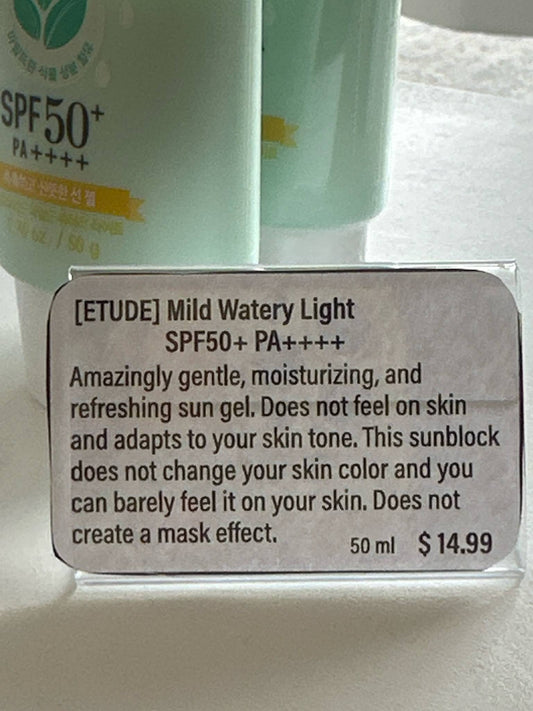 SPF50+
PA++++
[ETUDE] Mild Watery Light
SPF50+ PA++++
Amazingly gentle, moisturizing, and
refreshing sun gel. Does not feel on skin
and adapts to your skin tone. This sunblock
does not change your skin color and you
can barely feel it on your skin. Does not
create a mask effect.
50 ml $14.99